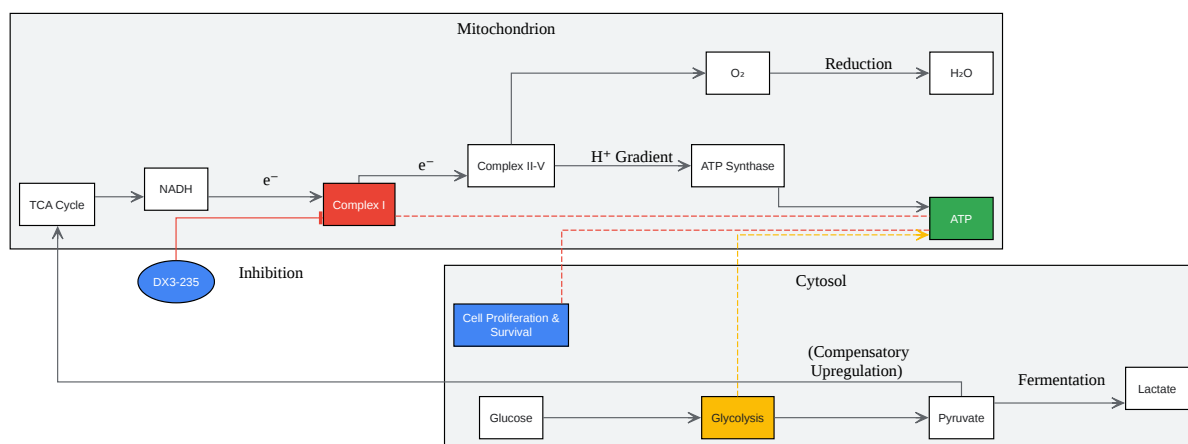 Mitochondrion
O₂
Reduction
H₂O
e⁻
Complex II-V
H⁺ Gradient
ATP Synthase
TCA Cycle
NADH
e⁻
Complex I
ATP
DX3-235
Inhibition
Cytosol
Cell Proliferation &
Survival
(Compensatory
Upregulation)
Fermentation
Lactate
Glucose
Glycolysis
Pyruvate